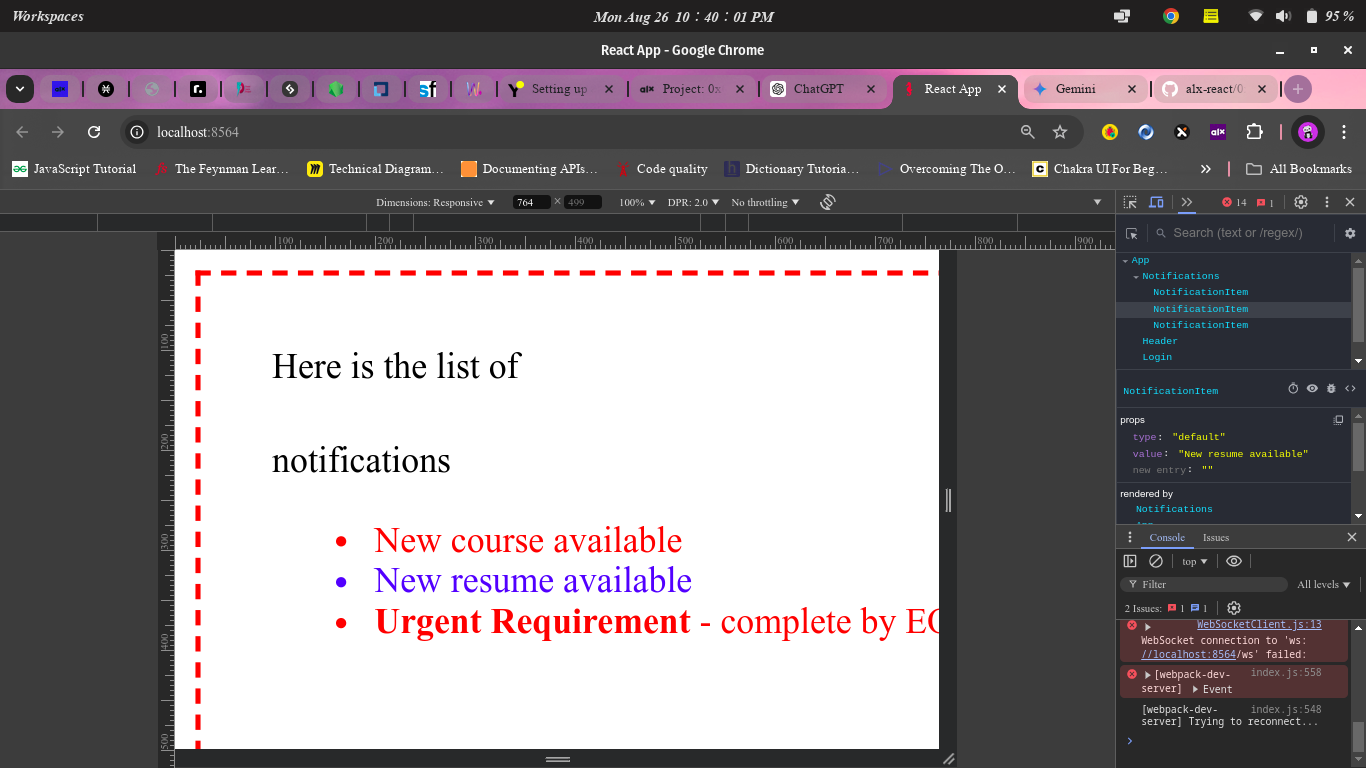 Workspaces
Mon Aug 26 10 : 40 : 01 PM
95 %
React App - Google Chrome
Setting up
Project: 0x
ChatGPT
React App
Gemini
alx-react/0
localhost:8564
JavaScript Tutorial
The Feynman Lear…
Technical Diagram…
Documenting APIs…
Code quality
Dictionary Tutoria…
Overcoming The O…
Chakra UI For Beg…
All Bookmarks
Dimensions: Responsive
764 × 499
100%
DPR: 2.0
No throttling
14
1
100 200 300 400 500 600 700 800 900
100
200
300
400
500
Here is the list of
notifications
New course available
New resume available
Urgent Requirement - complete by EO
Search (text or /regex/)
App
Notifications
NotificationItem
NotificationItem
NotificationItem
Header
Login
NotificationItem
props
type: "default"
value: "New resume available"
new entry: ""
rendered by
Notifications
Console
Issues
top
Filter
All levels
2 Issues: 1 1
WebSocketClient.js:13
WebSocket connection to 'ws:
//localhost:8564/ws' failed:
[webpack-dev-
index.js:558
server] Event
[webpack-dev-
index.js:548
server] Trying to reconnect...